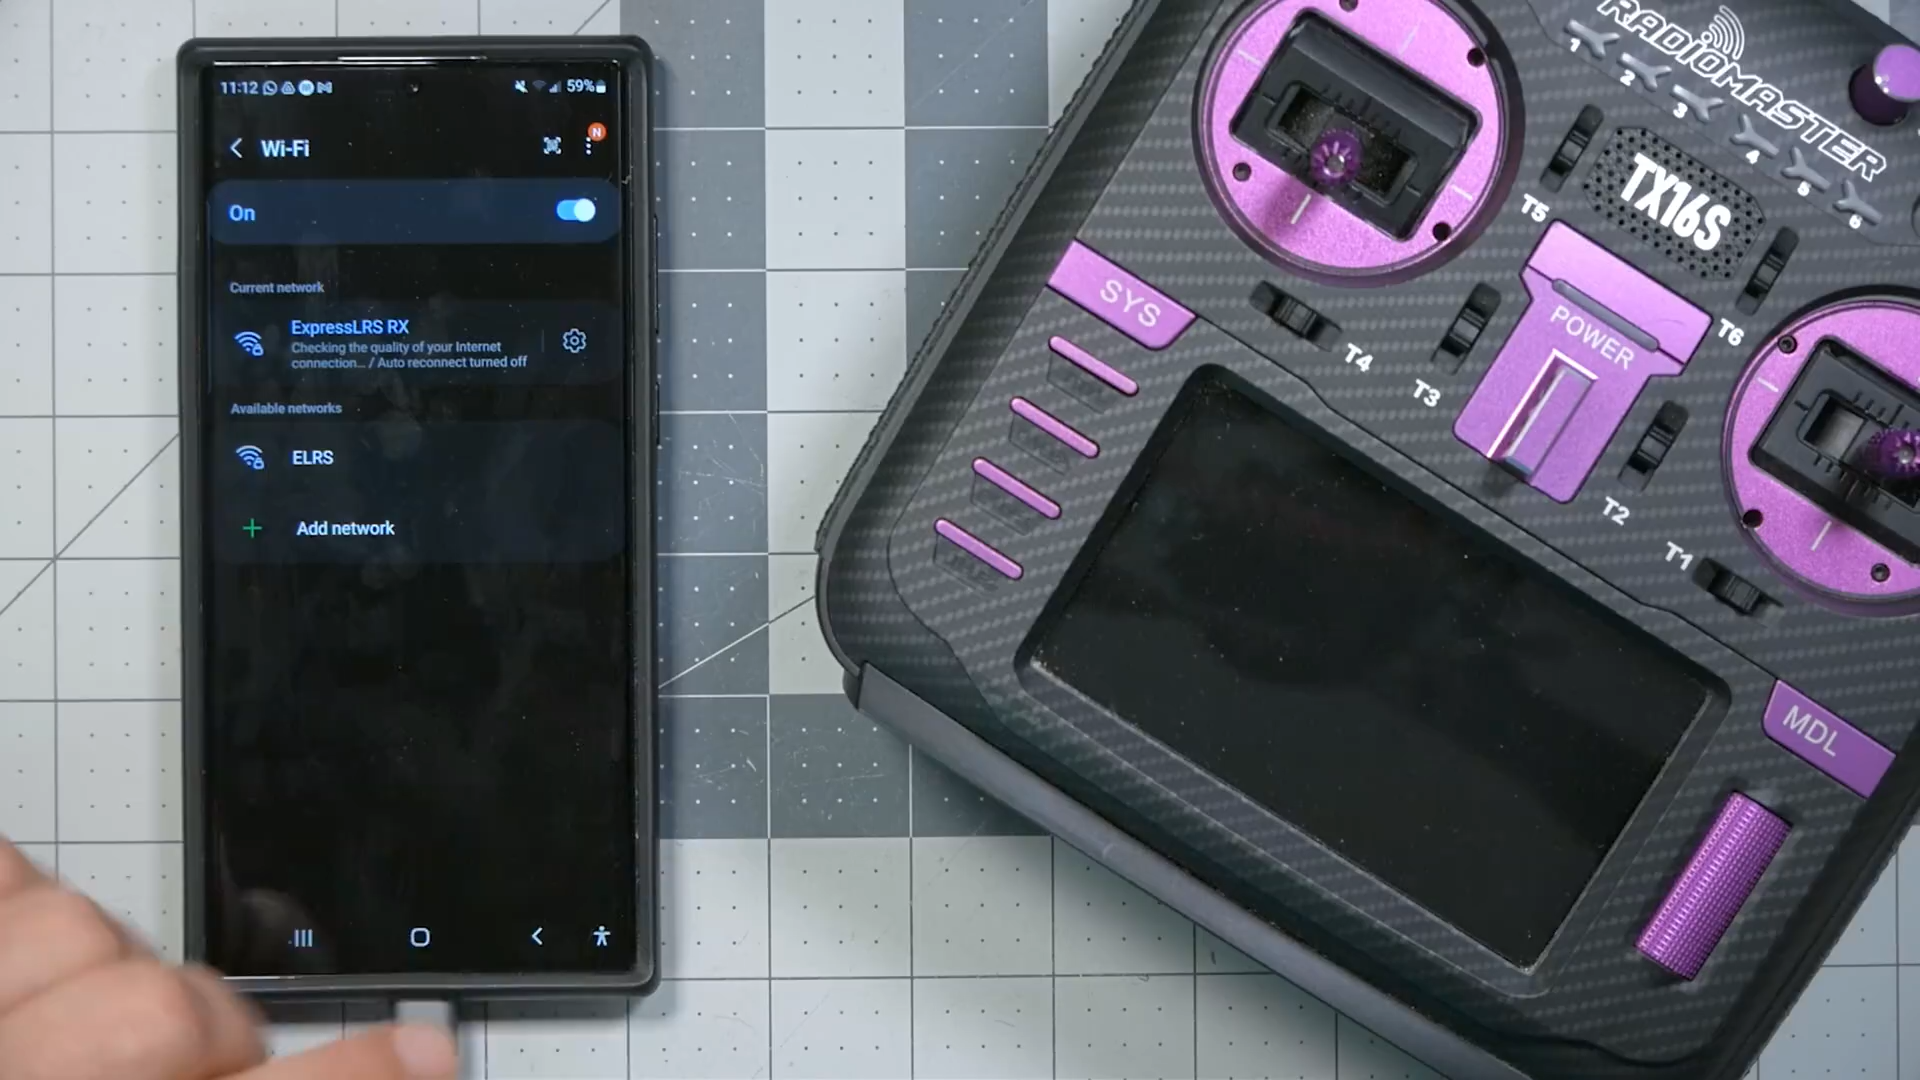 11:12
59%
N
Wi-Fi
On
Current network
ExpressLRS RX
Checking the quality of your Internet
connection... / Auto reconnect turned off
Available networks
ELRS
Add network
RADIOMASTER
1
2
3
4
5
6
TX16S
T5
T6
SYS
POWER
T4
T3
T2
T1
MDL